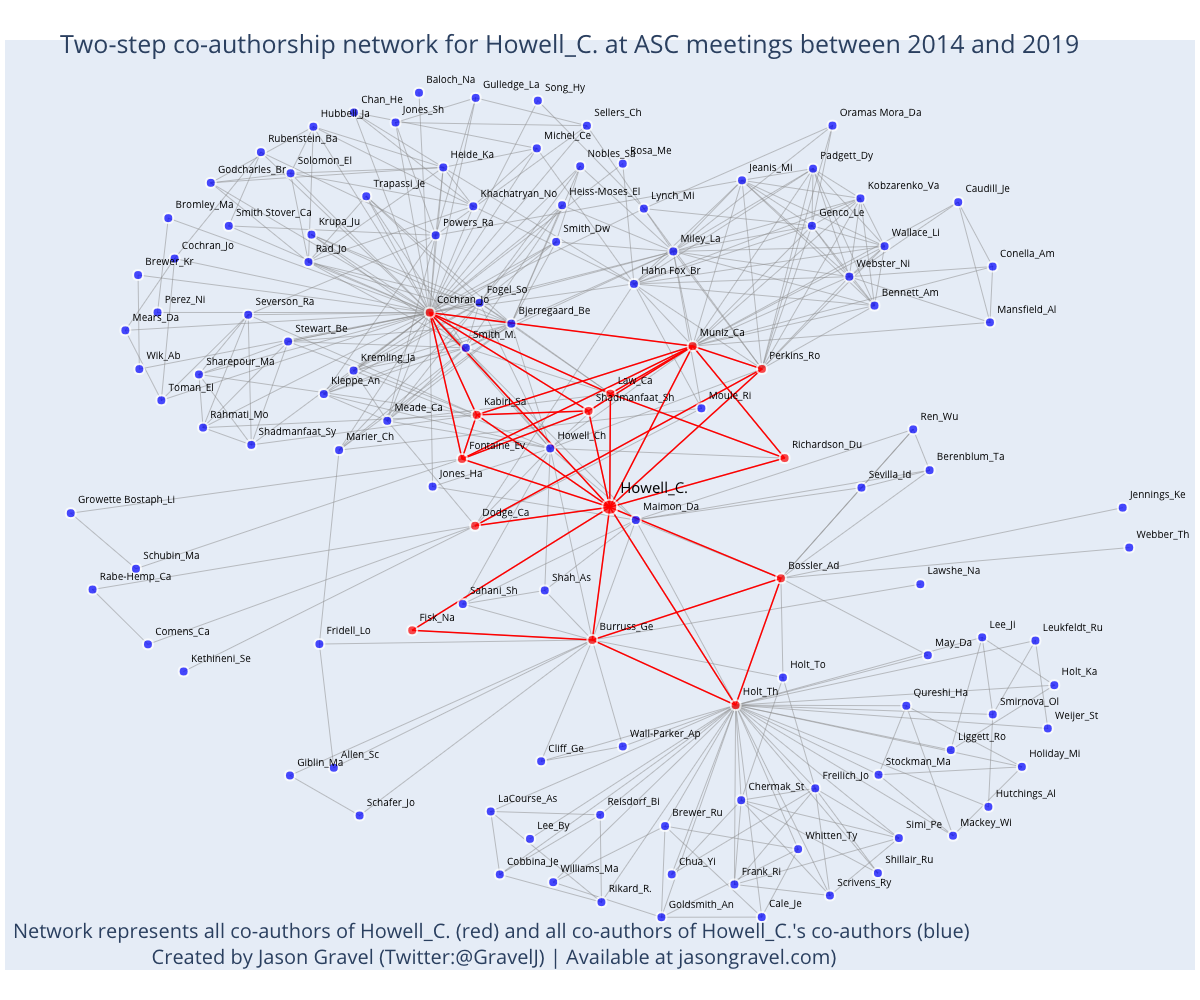 Two-step co-authorship network for Howell_C. at ASC meetings between 2014 and 2019
Baloch_Na
Gulledge_La
Song_Hy
Chan_He
Jones_Sh
Hubbell_Ja
Sellers_Ch
Oramas Mora_Da
Rubenstein_Ba
Michel_Ce
Solomon_El
Heide_Ka
Nobles_Sa
Rosa_Me
Padgett_Dy
Godcharles_Br
Jeanis_Mi
Trapassi_Je
Khachatryan_No
Heiss-Moses_El
Lynch_Mi
Kobzarenko_Va
Caudill_Je
Bromley_Ma
Smith Stover_Ca
Krupa_Ju
Powers_Ra
Smith_Dw
Genco_Le
Wallace_Li
Cochran_Jo
Rad_Jo
Miley_La
Conella_Am
Brewer_Kr
Hahn Fox_Br
Webster_Ni
Perez_Ni
Severson_Ra
Cochran_Jo
Fogel_So
Bjerregaard_Be
Bennett_Am
Mansfield_Al
Mears_Da
Stewart_Be
Smith_M.
Muniz_Ca
Wik_Ab
Sharepour_Ma
Kremling_Ja
Perkins_Ro
Toman_El
Kleppe_An
Law_Ca
Kabiri_Sa
Shadmanfaat_Sh
Moule_Ri
Rahmati_Mo
Shadmanfaat_Sy
Meade_Ca
Marier_Ch
Fontaine_Ev
Howell_Ch
Richardson_Du
Ren_Wu
Jones_Ha
Sevilla_Id
Berenblum_Ta
Growette Bostaph_Li
Howell_C.
Maimon_Da
Jennings_Ke
Dodge_Ca
Webber_Th
Schubin_Ma
Rabe-Hemp_Ca
Sahani_Sh
Shah_As
Bossler_Ad
Lawshe_Na
Comens_Ca
Fridell_Lo
Fisk_Na
Burruss_Ge
Lee_Ji
Leukfeldt_Ru
Kethineni_Se
May_Da
Holt_To
Holt_Ka
Holt_Th
Qureshi_Ha
Smirnova_Ol
Weijer_St
Wall-Parker_Ap
Liggett_Ro
Giblin_Ma
Allen_Sc
Cliff_Ge
Stockman_Ma
Holiday_Mi
Schafer_Jo
LaCourse_As
Reisdorf_Bi
Chermak_St
Freilich_Jo
Hutchings_Al
Lee_By
Brewer_Ru
Whitten_Ty
Simi_Pe
Mackey_Wi
Cobbina_Je
Williams_Ma
Chua_Yi
Frank_Ri
Shillair_Ru
Rikard_R.
Goldsmith_An
Cale_Je
Scrivens_Ry
Network represents all co-authors of Howell_C. (red) and all co-authors of Howell_C.'s co-authors (blue)
Created by Jason Gravel (Twitter:@GravelJ) | Available at jasongravel.com)